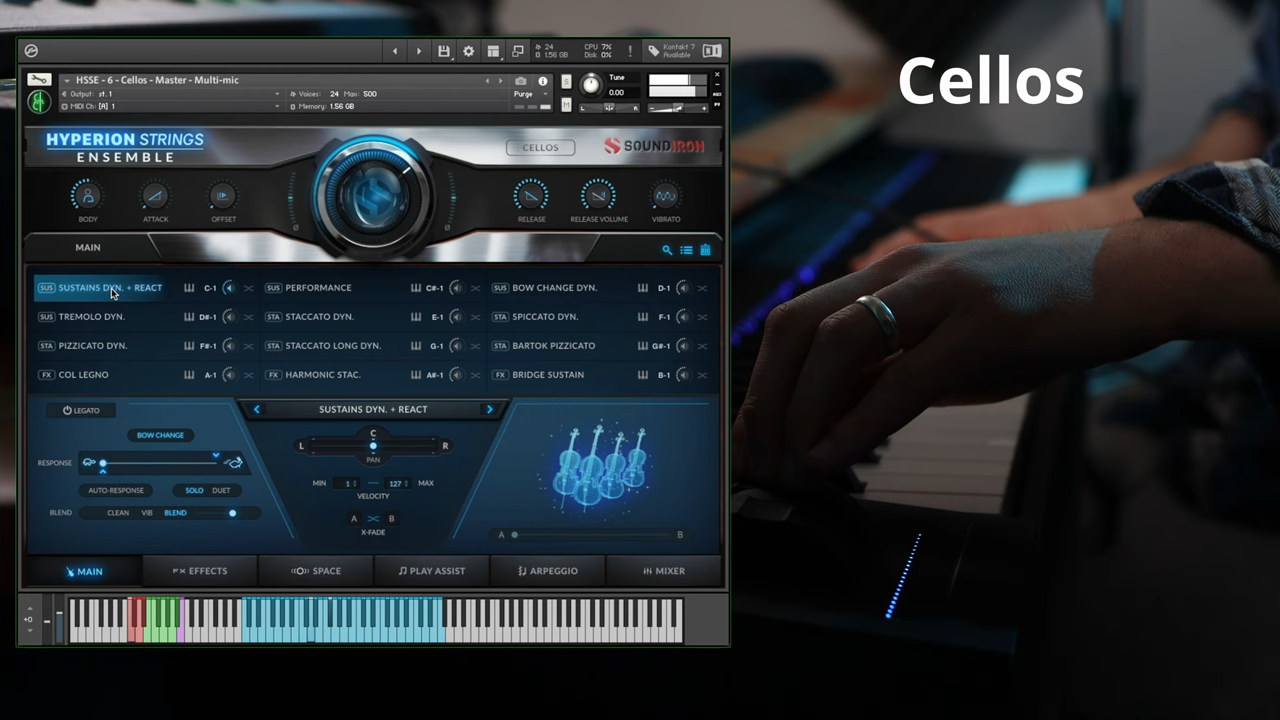 Cellos
24
1.56 GB
CPU 7%
Disk 0%
!
Kontakt 7
Available
HSSE - 6 - Cellos - Master - Multi-mic
Output: st. 1
Voices: 24 Max: 500
Purge
MIDI Ch: [A] 1
Memory: 1.56 GB
S
M
Tune
0.00
L R
HYPERION STRINGS
ENSEMBLE
CELLOS
SOUNDIRON
BODY ATTACK OFFSET RELEASE RELEASE VOLUME VIBRATO
MAIN
SUS SUSTAINS DYN. + REACT C-1 SUS PERFORMANCE C#-1 SUS BOW CHANGE DYN. D-1
SUS TREMOLO DYN. D#-1 STA STACCATO DYN. E-1 STA SPICCATO DYN. F-1
STA PIZZICATO DYN. F#-1 STA STACCATO LONG DYN. G-1 STA BARTOK PIZZICATO G#-1
FX COL LEGNO A-1 FX HARMONIC STAC. A#-1 FX BRIDGE SUSTAIN B-1
LEGATO
SUSTAINS DYN. + REACT
BOW CHANGE
C
L R
PAN
RESPONSE
MIN 1 127 MAX
VELOCITY
AUTO-RESPONSE SOLO DUET
BLEND CLEAN VIB BLEND
A B
X-FADE
A B
MAIN FX EFFECTS SPACE PLAY ASSIST ARPEGGIO MIXER
+0